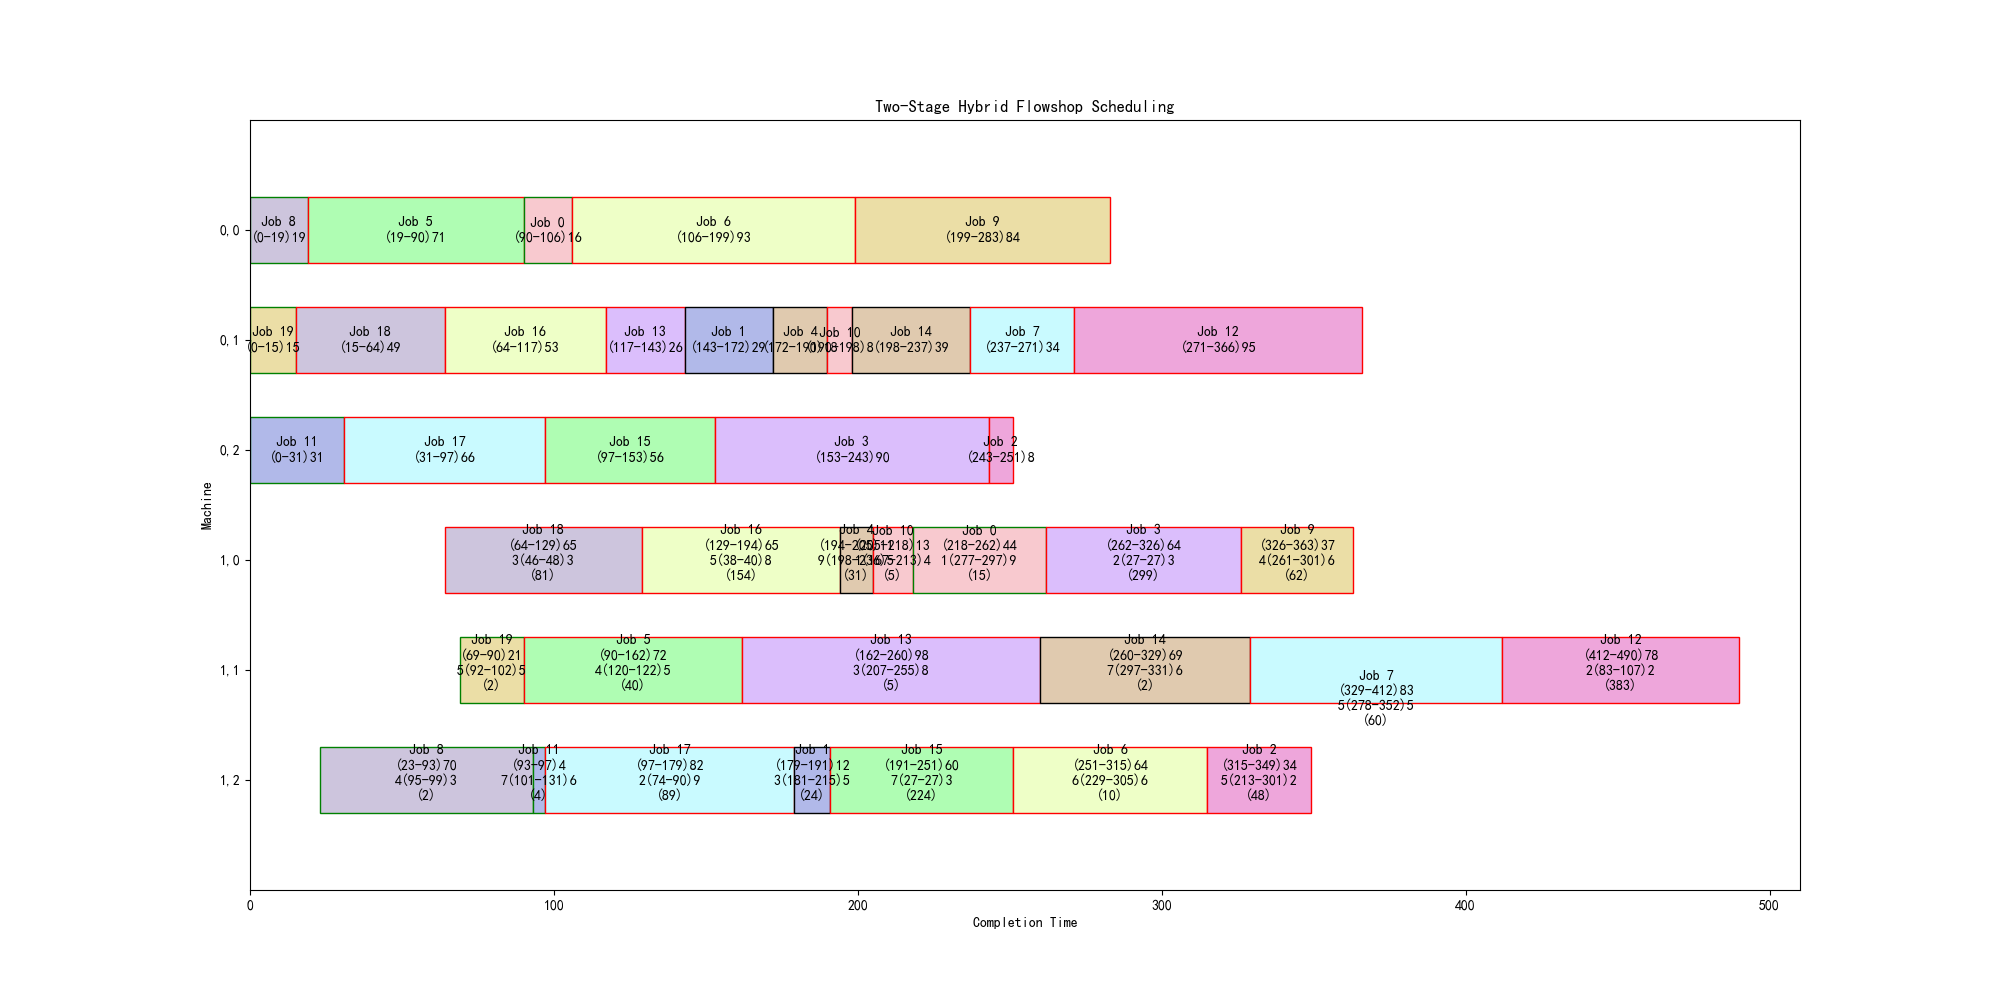 Two-Stage Hybrid Flowshop Scheduling
Machine
0,0
Job 8
(0-19)19
Job 5
(19-90)71
Job 0
(90-106)16
Job 6
(106-199)93
Job 9
(199-283)84
0,1
Job 19
(0-15)15
Job 18
(15-64)49
Job 16
(64-117)53
Job 13
(117-143)26
Job 1
(143-172)29
Job 4
(172-190)18
Job 10
(190-198)8
Job 14
(198-237)39
Job 7
(237-271)34
Job 12
(271-366)95
0,2
Job 11
(0-31)31
Job 17
(31-97)66
Job 15
(97-153)56
Job 3
(153-243)90
Job 2
(243-251)8
1,0
Job 18
(64-129)65
3(46-48)3
(81)
Job 16
(129-194)65
5(38-40)8
(154)
Job 4
(194-205)11
(31)
Job 10
(205-218)13
(5)
Job 0
(218-262)44
1(277-297)9
(15)
Job 3
(262-326)64
2(27-27)3
(299)
Job 9
(326-363)37
4(261-301)6
(62)
1,1
Job 19
(69-90)21
5(92-102)5
(2)
Job 5
(90-162)72
4(120-122)5
(40)
Job 13
(162-260)98
3(207-255)8
(5)
Job 14
(260-329)69
7(297-331)6
(2)
Job 7
(329-412)83
5(278-352)5
(60)
Job 12
(412-490)78
2(83-107)2
(383)
1,2
Job 8
(23-93)70
4(95-99)3
(2)
Job 11
(93-97)4
7(101-131)6
(4)
Job 17
(97-179)82
2(74-90)9
(89)
Job 1
(179-191)12
3(181-215)5
(24)
Job 15
(191-251)60
7(27-27)3
(224)
Job 6
(251-315)64
6(229-305)6
(10)
Job 2
(315-349)34
5(213-301)2
(48)
0
100
200
300
400
500
Completion Time